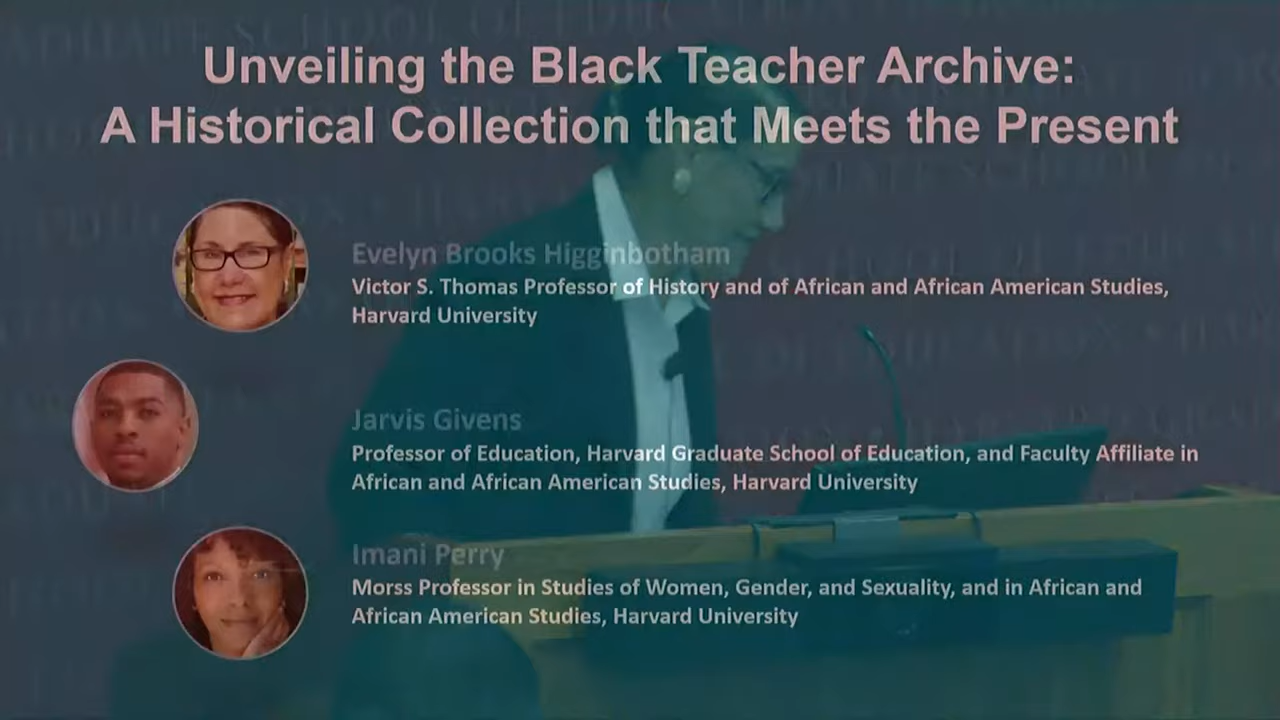 Unveiling the Black Teacher Archive:
A Historical Collection that Meets the Present
Evelyn Brooks Higginbotham
Victor S. Thomas Professor of History and of African and African American Studies,
Harvard University
Jarvis Givens
Professor of Education, Harvard Graduate School of Education, and Faculty Affiliate in
African and African American Studies, Harvard University
Imani Perry
Morss Professor in Studies of Women, Gender, and Sexuality, and in African and
African American Studies, Harvard University